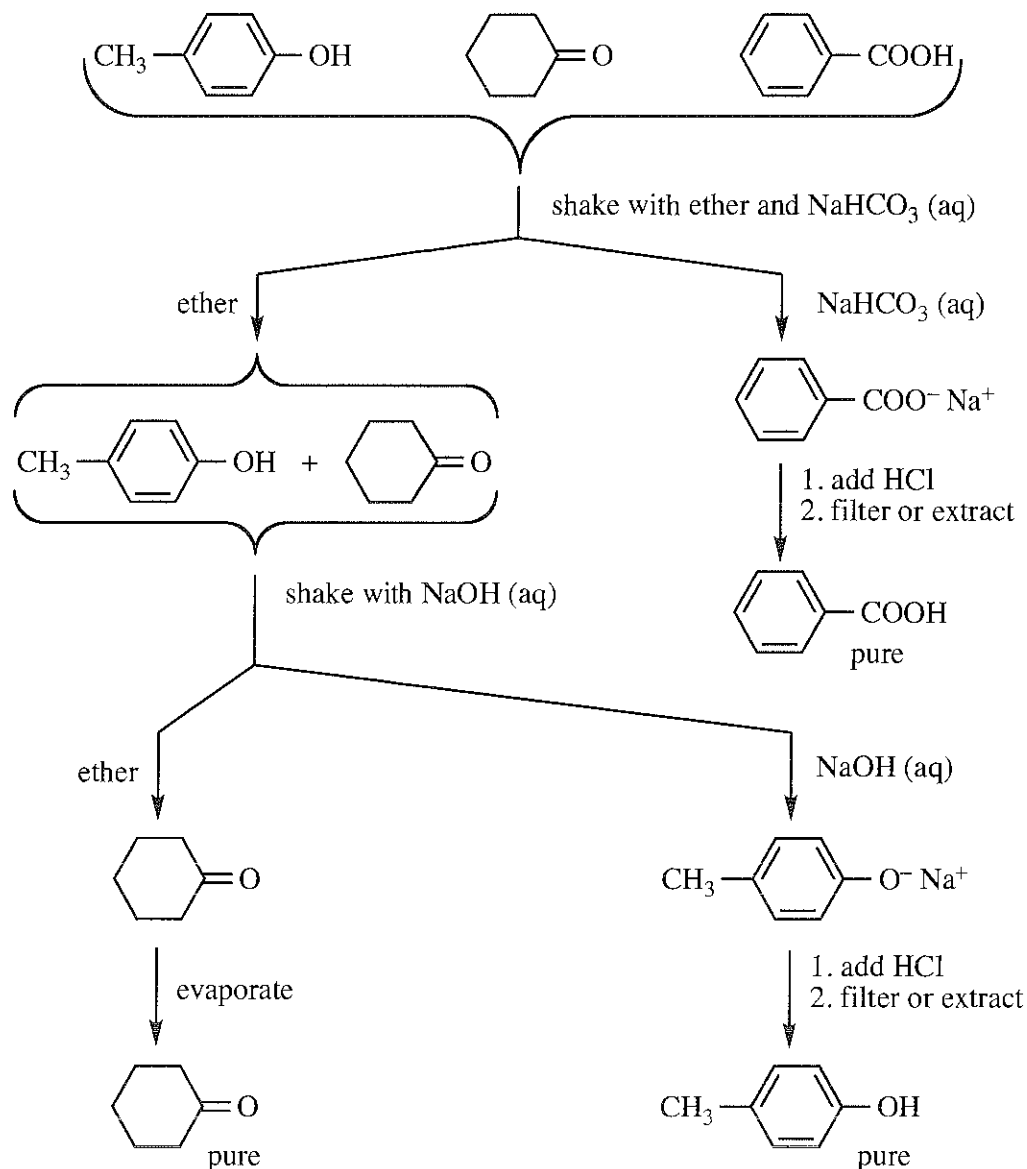 CH₃ OH O COOH
shake with ether and NaHCO₃ (aq)
ether NaHCO₃ (aq)
COO⁻ Na⁺
CH₃ OH + O
1. add HCl
2. filter or extract
shake with NaOH (aq)
COOH
pure
ether NaOH (aq)
O CH₃ O⁻ Na⁺
evaporate
1. add HCl
2. filter or extract
O CH₃ OH
pure pure